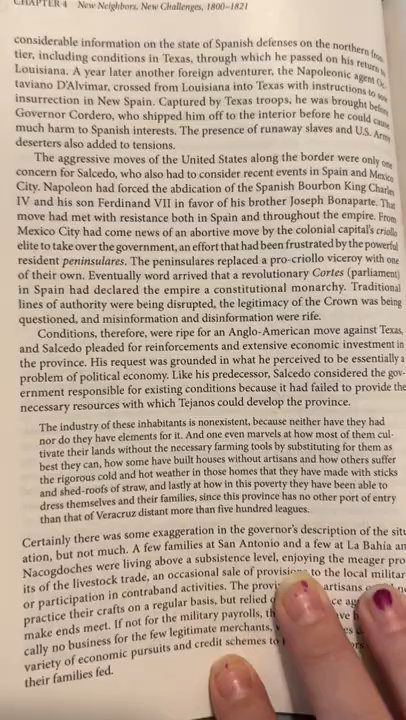 CHAPTER 4 New Neighbors, New Challenges, 1800–1821
considerable information on the state of Spanish defenses on the northern fron-
tier, including conditions in Texas, through which he passed on his return to
Louisiana. A year later another foreign adventurer, the Napoleonic agent Oc-
taviano D'Alvimar, crossed from Louisiana into Texas with instructions to sow
insurrection in New Spain. Captured by Texas troops, he was brought before
Governor Cordero, who shipped him off to the interior before he could cause
much harm to Spanish interests. The presence of runaway slaves and U.S. Army
deserters also added to tensions.
The aggressive moves of the United States along the border were only one
concern for Salcedo, who also had to consider recent events in Spain and Mexico
City. Napoleon had forced the abdication of the Spanish Bourbon King Charles
IV and his son Ferdinand VII in favor of his brother Joseph Bonaparte. That
move had met with resistance both in Spain and throughout the empire. From
Mexico City had come news of an abortive move by the colonial capital's criollo
elite to take over the government, an effort that had been frustrated by the powerful
resident peninsulares. The peninsulares replaced a pro-criollo viceroy with one
of their own. Eventually word arrived that a revolutionary Cortes (parliament)
in Spain had declared the empire a constitutional monarchy. Traditional
lines of authority were being disrupted, the legitimacy of the Crown was being
questioned, and misinformation and disinformation were rife.
Conditions, therefore, were ripe for an Anglo-American move against Texas,
and Salcedo pleaded for reinforcements and extensive economic investment in
the province. His request was grounded in what he perceived to be essentially a
problem of political economy. Like his predecessor, Salcedo considered the gov-
ernment responsible for existing conditions because it had failed to provide the
necessary resources with which Tejanos could develop the province.
The industry of these inhabitants is nonexistent, because neither have they had
nor do they have elements for it. And one even marvels at how most of them cul-
tivate their lands without the necessary farming tools by substituting for them as
best they can, how some have built houses without artisans and how others suffer
the rigorous cold and hot weather in those homes that they have made with sticks
and shed-roofs of straw, and lastly at how in this poverty they have been able to
dress themselves and their families, since this province has no other port of entry
than that of Veracruz distant more than five hundred leagues.
Certainly there was some exaggeration in the governor's description of the situ
ation, but not much. A few families at San Antonio and a few at La Bahía an
Nacogdoches were living above a subsistence level, enjoying the meager pro
its of the livestock trade, an occasional sale of provisions to the local militar
or participation in contraband activities. The provi artisans
practice their crafts on a regular basis, but relied o
make ends meet. If not for the military payrolls, th
cally no business for the few legitimate merchants,
variety of economic pursuits and credit schemes to
their families fed.